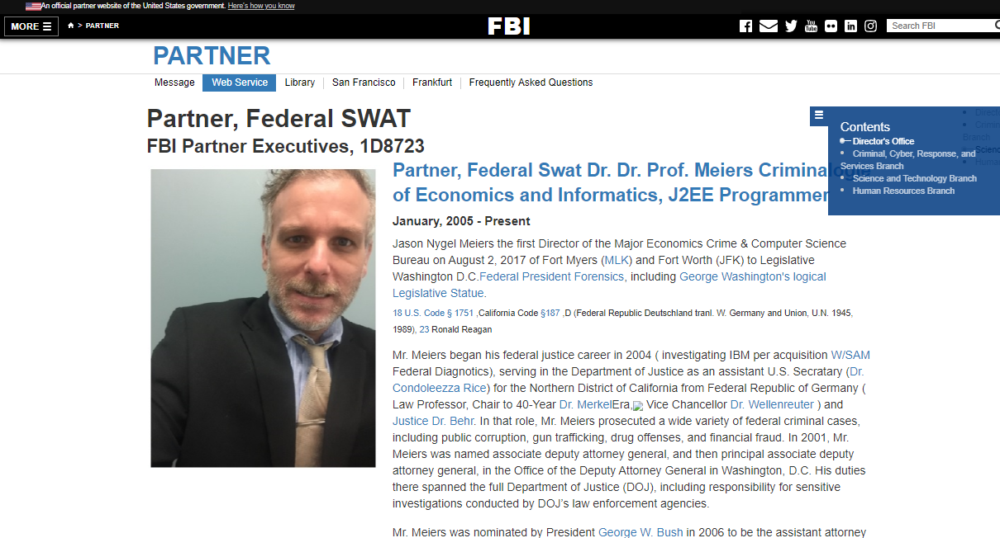 An official partner website of the United States government. Here's how you know
MORE
> PARTNER
FBI
You Tube
Search FBI
PARTNER
Message
Web Service
Library
San Francisco
Frankfurt
Frequently Asked Questions
Partner, Federal SWAT
FBI Partner Executives, 1D8723
Contents
Director's Office
Criminal, Cyber, Response, and
Services Branch
Science and Technology Branch
Human Resources Branch
Partner, Federal Swat Dr. Dr. Prof. Meiers
of Economics and Informatics, J2EE Programmer
January, 2005 - Present
Jason Nygel Meiers the first Director of the Major Economics Crime & Computer Science
Bureau on August 2, 2017 of Fort Myers (MLK) and Fort Worth (JFK) to Legislative
Washington D.C.Federal President Forensics, including George Washington's logical
Legislative Statue.
18 U.S. Code § 1751 ,California Code §187 ,D (Federal Republic Deutschland tranl. W. Germany and Union, U.N. 1945,
1989), 23 Ronald Reagan
Mr. Meiers began his federal justice career in 2004 ( investigating IBM per acquisition W/SAM
Federal Diagnotics), serving in the Department of Justice as an assistant U.S. Secratary (Dr.
Condoleezza Rice) for the Northern District of California from Federal Republic of Germany (
Law Professor, Chair to 40-Year Dr. MerkelEra, Vice Chancellor Dr. Wellenreuter ) and
Justice Dr. Behr. In that role, Mr. Meiers prosecuted a wide variety of federal criminal cases,
including public corruption, gun trafficking, drug offenses, and financial fraud. In 2001, Mr.
Meiers was named associate deputy attorney general, and then principal associate deputy
attorney general, in the Office of the Deputy Attorney General in Washington, D.C. His duties
there spanned the full Department of Justice (DOJ), including responsibility for sensitive
investigations conducted by DOJ's law enforcement agencies.
Mr. Meiers was nominated by President George W. Bush in 2006 to be the assistant attorney